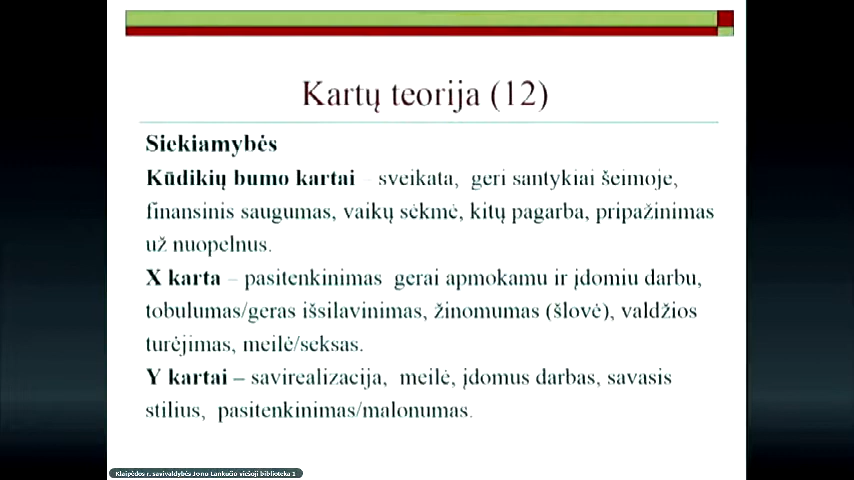 Kartų teorija (12)
Siekiamybės
Kūdikių bumo kartai – sveikata, geri santykiai šeimoje,
finansinis saugumas, vaikų sėkmė, kitų pagarba, pripažinimas
už nuopelnus.
X karta – pasitenkinimas gerai apmokamu ir įdomiu darbu,
tobulumas/geras išsilavinimas, žinomumas (šlovė), valdžios
turėjimas, meilė/seksas.
Y kartai – savirealizacija, meilė, įdomus darbas, savasis
stilius, pasitenkinimas/malonumas.
Klaipėdos r. savivaldybės Jono Lankučio viešoji biblioteka 1